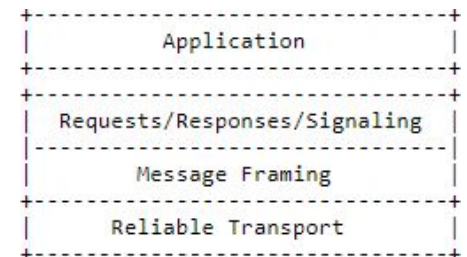 Application
Requests/Responses/Signaling
Message Framing
Reliable Transport